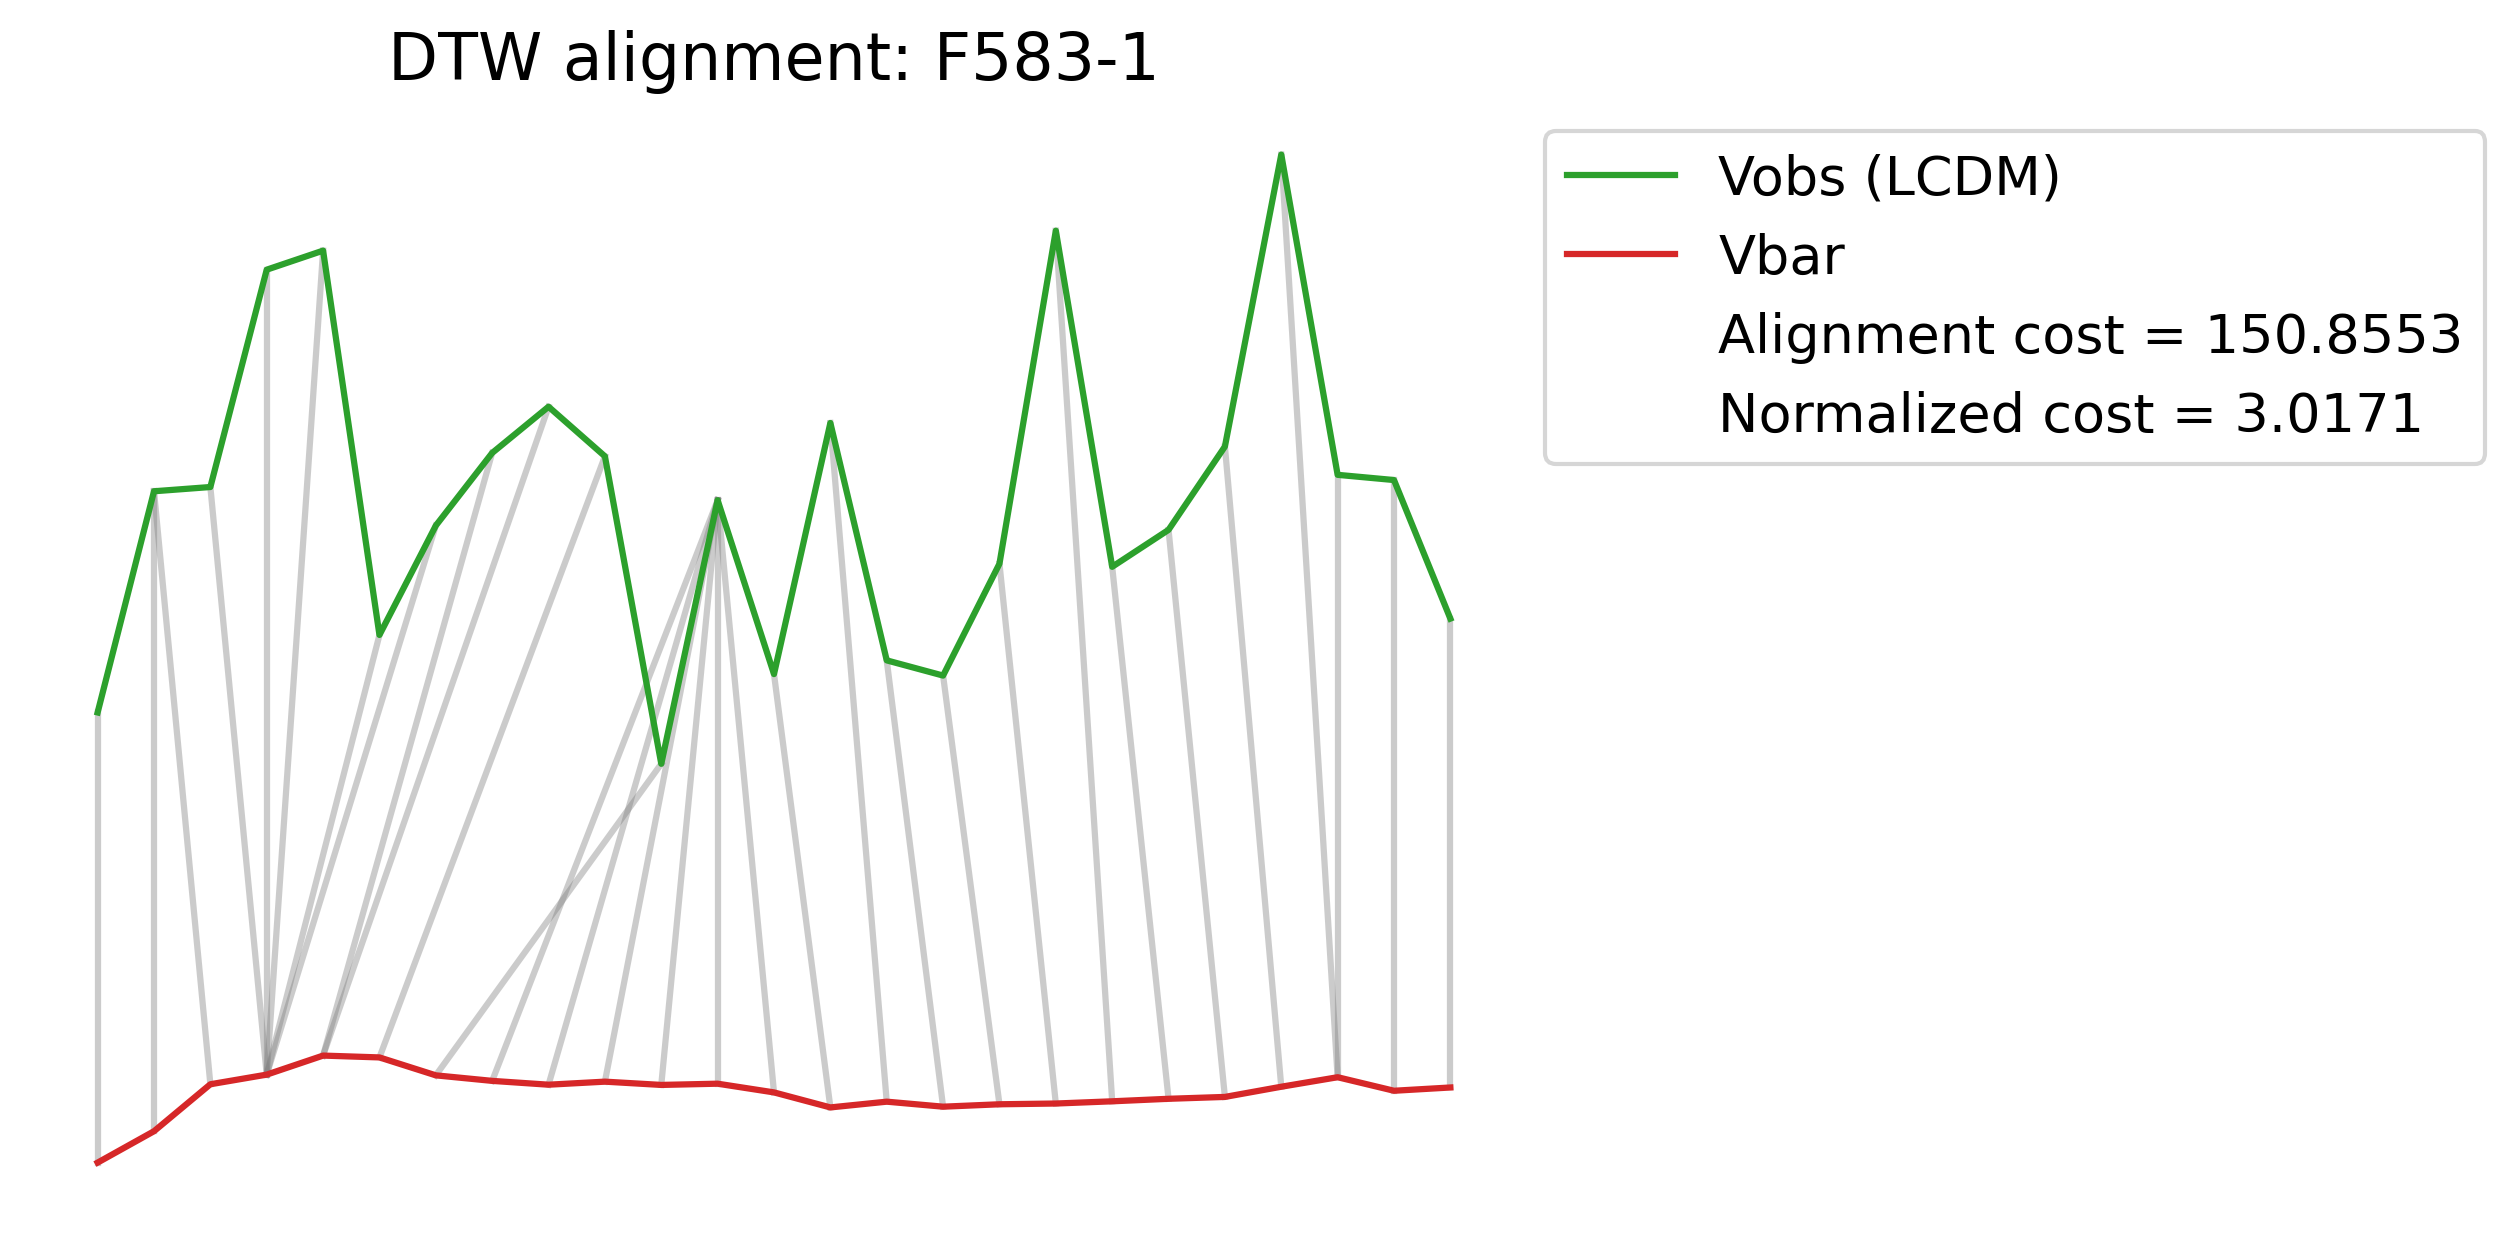 DTW alignment: F583-1
Vobs (LCDM)
Vbar
Alignment cost = 150.8553
Normalized cost = 3.0171